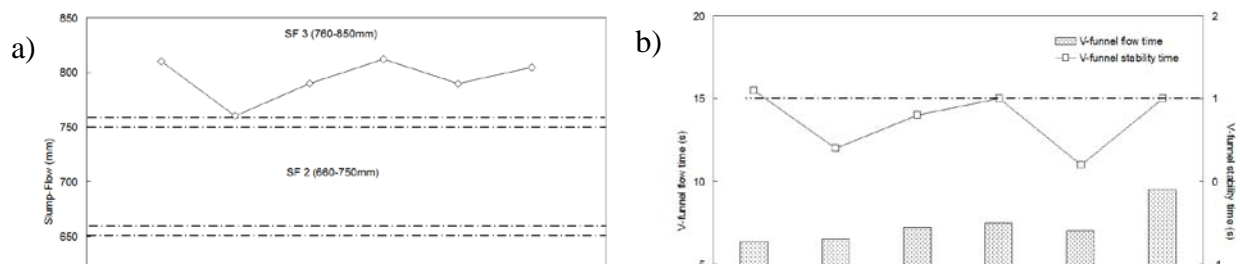 a)
850
800
750
700
650
Slump-Flow (mm)
SF 3 (760-850mm)
SF 2 (660-750mm)
b)
20
15
10
5
V-funnel flow time (s)
V-funnel flow time
V-funnel stability time
2
1
0
-1
V-funnel stability
time (s)